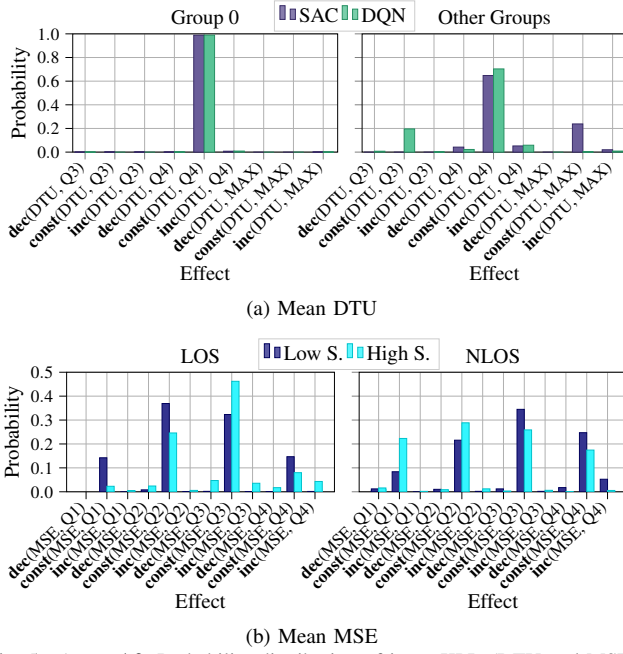 Group 0
SAC DQN
Other Groups
Probability
1.0
0.8
0.6
0.4
0.2
0.0
dec(DTU, Q3)
const(DTU, Q3)
inc(DTU, Q3)
dec(DTU, Q4)
const(DTU, Q4)
inc(DTU, Q4)
dec(DTU, MAX)
const(DTU, MAX)
inc(DTU, MAX)
dec(DTU, Q3)
const(DTU, Q3)
inc(DTU, Q3)
dec(DTU, Q4)
const(DTU, Q4)
inc(DTU, Q4)
dec(DTU, MAX)
const(DTU, MAX)
inc(DTU, MAX)
Effect
Effect
(a) Mean DTU
LOS
Low S. High S.
NLOS
Probability
0.5
0.4
0.3
0.2
0.1
0.0
dec(MSE, Q1)
const(MSE, Q1)
inc(MSE, Q1)
dec(MSE, Q2)
const(MSE, Q2)
inc(MSE, Q2)
dec(MSE, Q3)
const(MSE, Q3)
inc(MSE, Q3)
dec(MSE, Q4)
const(MSE, Q4)
inc(MSE, Q4)
dec(MSE, Q1)
const(MSE, Q1)
inc(MSE, Q1)
dec(MSE, Q2)
const(MSE, Q2)
inc(MSE, Q2)
dec(MSE, Q3)
const(MSE, Q3)
inc(MSE, Q3)
dec(MSE, Q4)
const(MSE, Q4)
inc(MSE, Q4)
Effect
Effect
(b) Mean MSE